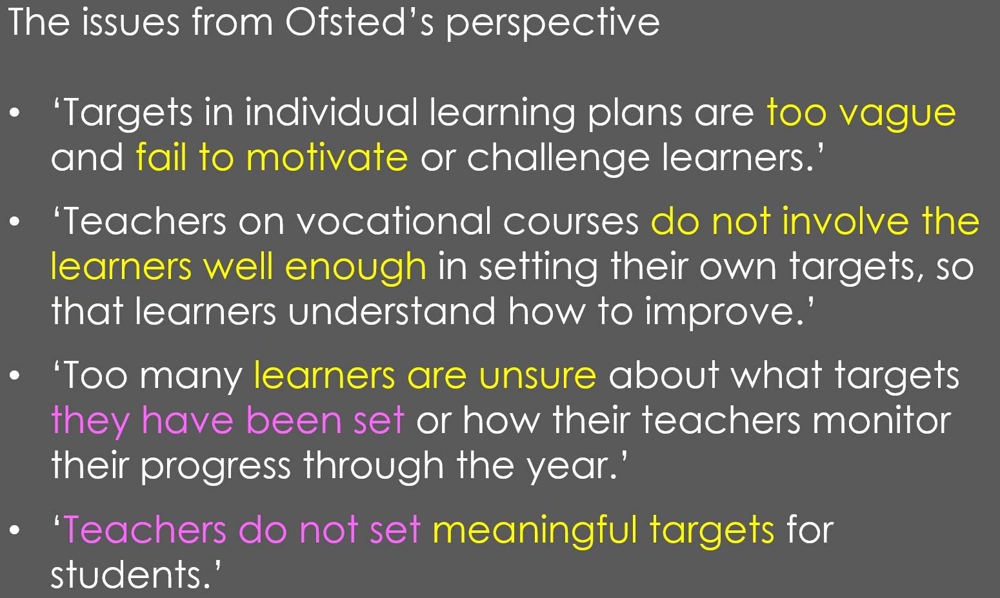 The issues from Ofsted’s perspective
• ‘Targets in individual learning plans are too vague
and fail to motivate or challenge learners.’
• ‘Teachers on vocational courses do not involve the
learners well enough in setting their own targets, so
that learners understand how to improve.’
• ‘Too many learners are unsure about what targets
they have been set or how their teachers monitor
their progress through the year.’
• ‘Teachers do not set meaningful targets for
students.’